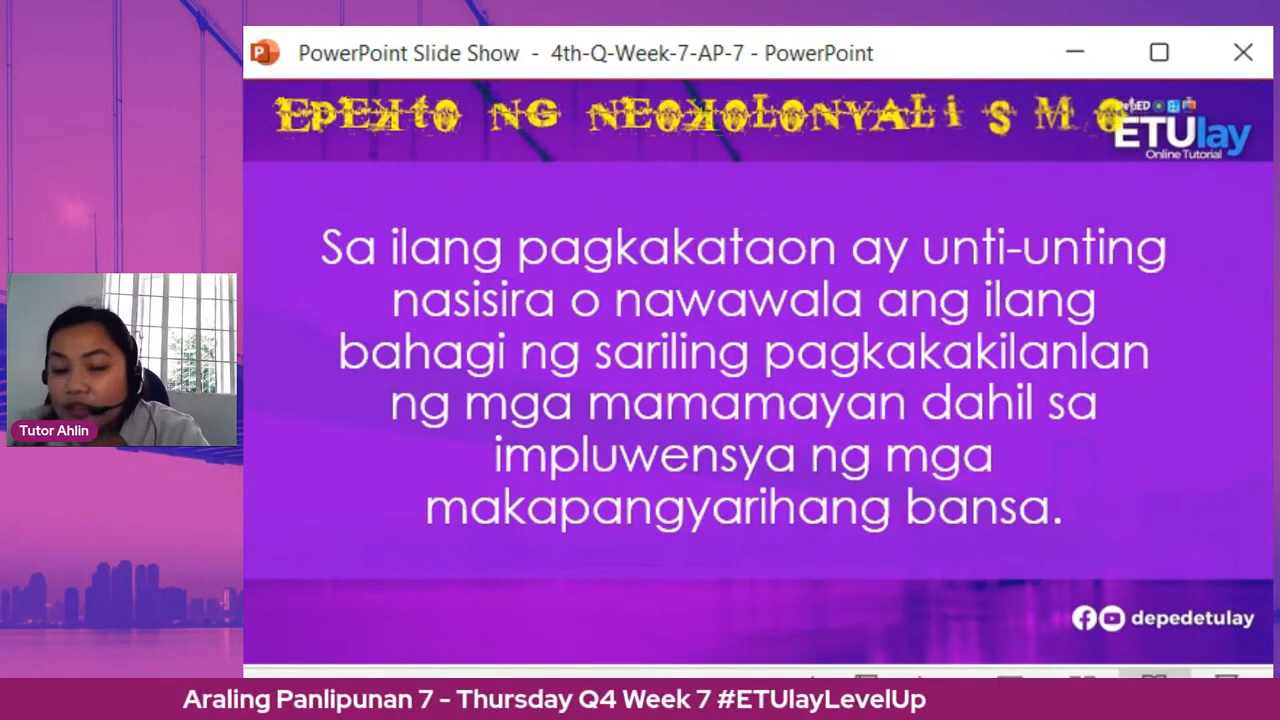 PowerPoint Slide Show - 4th-Q-Week-7-AP-7 - PowerPoint
EPEKTO NG NEOKOLONYALISMO
ETUlay
Online Tutorial
Sa ilang pagkakataon ay unti-unting
nasisira o nawawala ang ilang
bahagi ng sariling pagkakakilanlan
ng mga mamamayan dahil sa
impluwensya ng mga
makapangyarihang bansa.
Tutor Ahlin
depedetulay
Araling Panlipunan 7 - Thursday Q4 Week 7 #ETUlayLevelUp